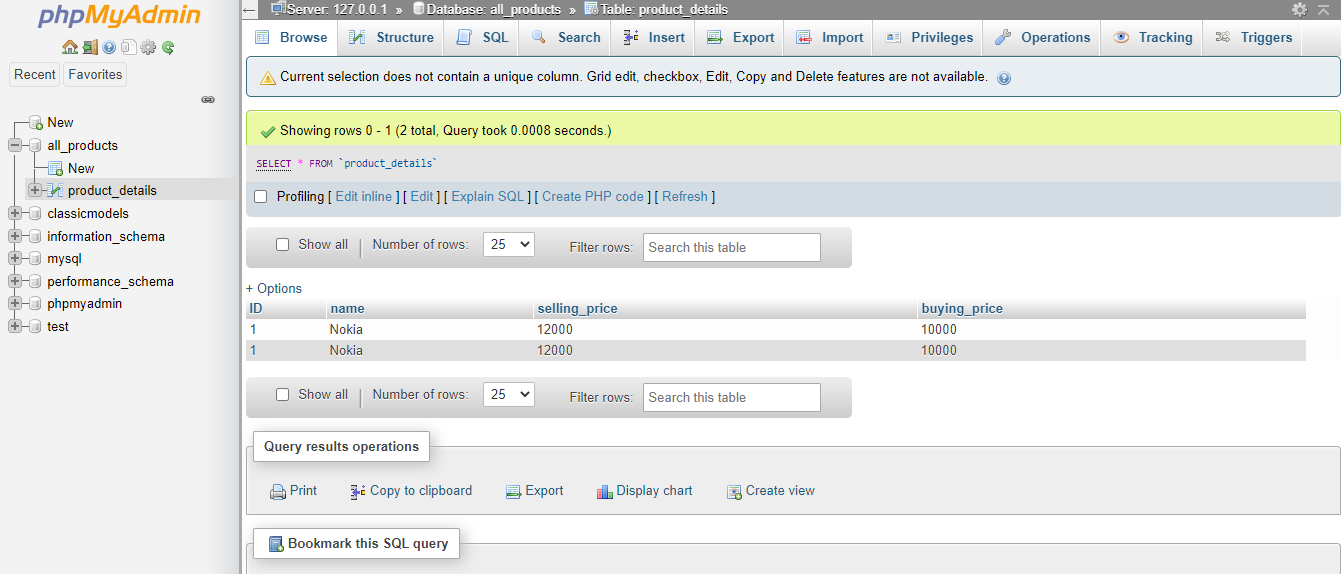 phpMyAdmin
Recent Favorites
New
all_products
New
product_details
classicmodels
information_schema
mysql
performance_schema
phpmyadmin
test
Server: 127.0.0.1 » Database: all_products » Table: product_details
Browse Structure SQL Search Insert Export Import Privileges Operations Tracking Triggers
Current selection does not contain a unique column. Grid edit, checkbox, Edit, Copy and Delete features are not available.
Showing rows 0 - 1 (2 total, Query took 0.0008 seconds.)
SELECT * FROM `product_details`
Profiling [ Edit inline ] [ Edit ] [ Explain SQL ] [ Create PHP code ] [ Refresh ]
Show all | Number of rows: 25 Filter rows: Search this table
+ Options
ID name selling_price buying_price
1 Nokia 12000 10000
1 Nokia 12000 10000
Show all | Number of rows: 25 Filter rows: Search this table
Query results operations
Print Copy to clipboard Export Display chart Create view
Bookmark this SQL query